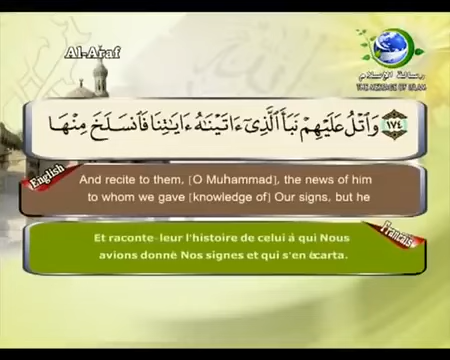 Al-Araf
رسالة الإسلام
THE MESSAGE OF ISLAM
١٧٤ وَٱتۡلُ عَلَيۡهِمۡ نَبَأَ ٱلَّذِيٓ ءَاتَيۡنَٰهُ ءَايَٰتِنَا فَٱنسَلَخَ مِنۡهَا
English
And recite to them, [O Muhammad], the news of him
to whom we gave [knowledge of] Our signs, but he
Français
Et raconte-leur l'histoire de celui à qui Nous
avions donné Nos signes et qui s'en écarta.